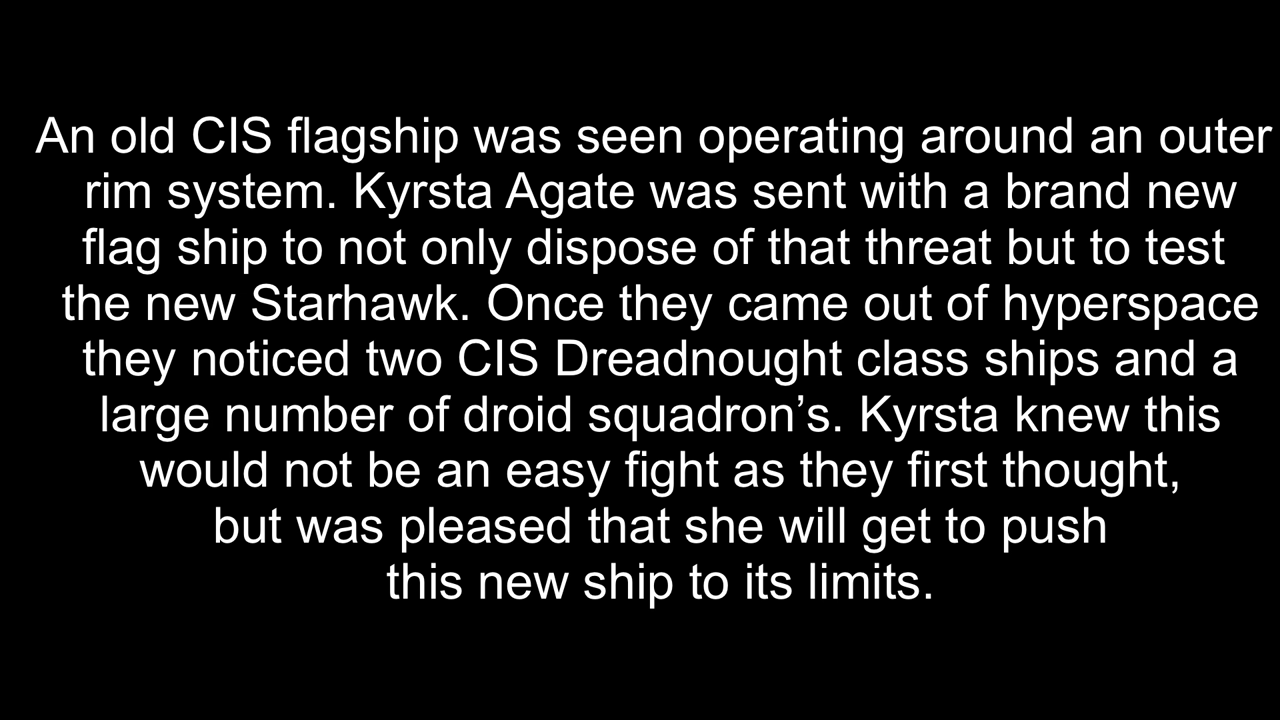 An old CIS flagship was seen operating around an outer
rim system. Kyrsta Agate was sent with a brand new
flag ship to not only dispose of that threat but to test
the new Starhawk. Once they came out of hyperspace
they noticed two CIS Dreadnought class ships and a
large number of droid squadron’s. Kyrsta knew this
would not be an easy fight as they first thought,
but was pleased that she will get to push
this new ship to its limits.